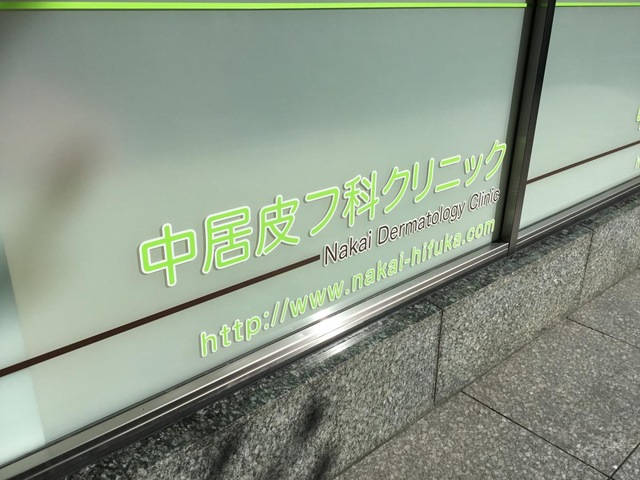 中居皮フ科クリニック
Nakai Dermatology Clinic
http://www.nakai-hifuka.com